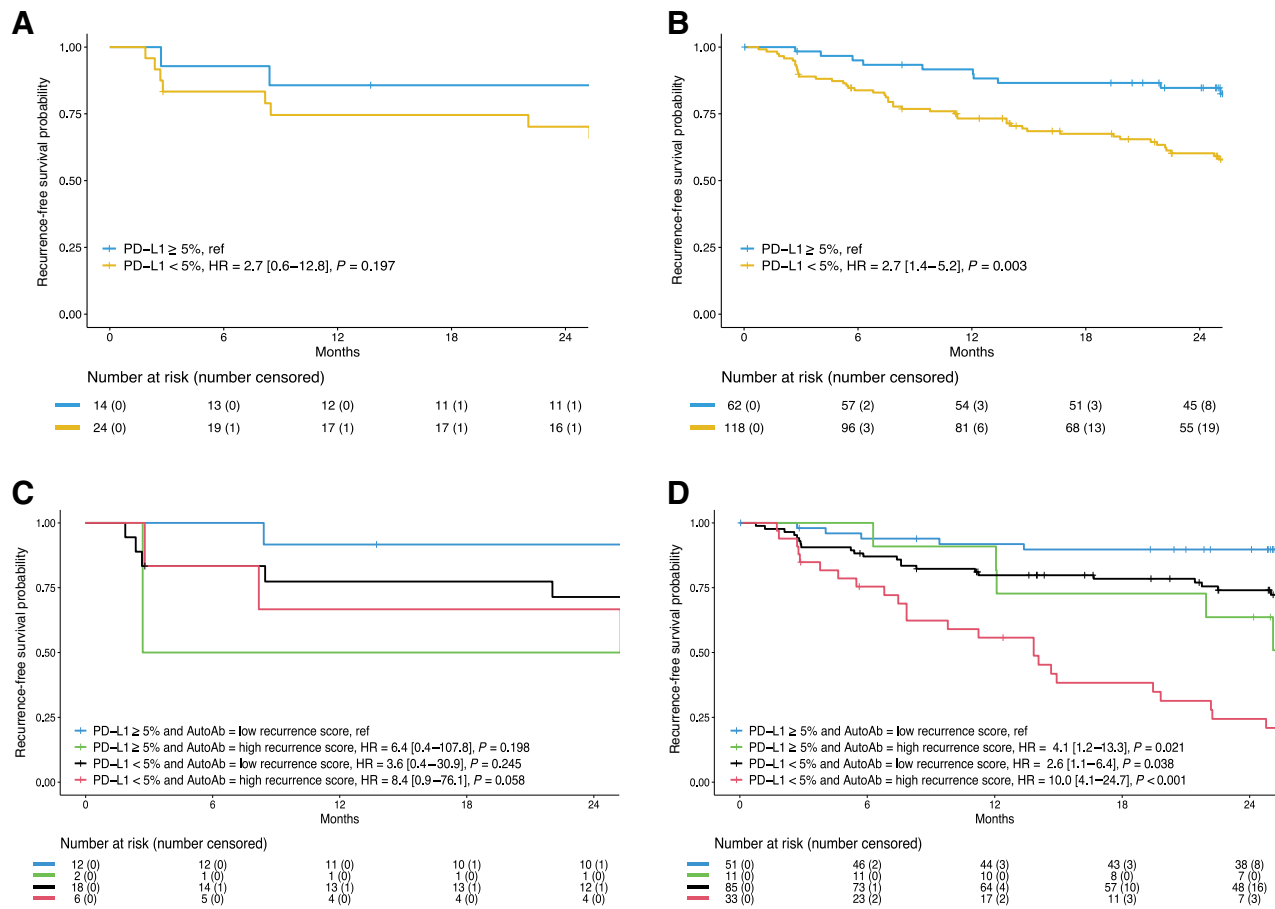 A
Recurrence-free survival probability
1.00
0.75
0.50
0.25
0.00
PD−L1 ≥ 5%, ref
PD−L1 < 5%, HR = 2.7 [0.6−12.8], P = 0.197
0 6 12 18 24
Months
Number at risk (number censored)
14 (0) 13 (0) 12 (0) 11 (1) 11 (1)
24 (0) 19 (1) 17 (1) 17 (1) 16 (1)
B
Recurrence-free survival probability
1.00
0.75
0.50
0.25
0.00
PD−L1 ≥ 5%, ref
PD−L1 < 5%, HR = 2.7 [1.4−5.2], P = 0.003
0 6 12 18 24
Months
Number at risk (number censored)
62 (0) 57 (2) 54 (3) 51 (3) 45 (8)
118 (0) 96 (3) 81 (6) 68 (13) 55 (19)
C
Recurrence-free survival probability
1.00
0.75
0.50
0.25
0.00
PD−L1 ≥ 5% and AutoAb = low recurrence score, ref
PD−L1 ≥ 5% and AutoAb = high recurrence score, HR = 6.4 [0.4−107.8], P = 0.198
PD−L1 < 5% and AutoAb = low recurrence score, HR = 3.6 [0.4−30.9], P = 0.245
PD−L1 < 5% and AutoAb = high recurrence score, HR = 8.4 [0.9−76.1], P = 0.058
0 6 12 18 24
Months
Number at risk (number censored)
12 (0) 12 (0) 11 (0) 10 (1) 10 (1)
2 (0) 1 (0) 1 (0) 1 (0) 1 (0)
18 (0) 14 (1) 13 (1) 13 (1) 12 (1)
6 (0) 5 (0) 4 (0) 4 (0) 4 (0)
D
Recurrence-free survival probability
1.00
0.75
0.50
0.25
0.00
PD−L1 ≥ 5% and AutoAb = low recurrence score, ref
PD−L1 ≥ 5% and AutoAb = high recurrence score, HR = 4.1 [1.2−13.3], P = 0.021
PD−L1 < 5% and AutoAb = low recurrence score, HR = 2.6 [1.1−6.4], P = 0.038
PD−L1 < 5% and AutoAb = high recurrence score, HR = 10.0 [4.1−24.7], P < 0.001
0 6 12 18 24
Months
Number at risk (number censored)
51 (0) 46 (2) 44 (3) 43 (3) 38 (8)
11 (0) 11 (0) 10 (0) 8 (0) 7 (0)
85 (0) 73 (1) 64 (4) 57 (10) 48 (16)
33 (0) 23 (2) 17 (2) 11 (3) 7 (3)